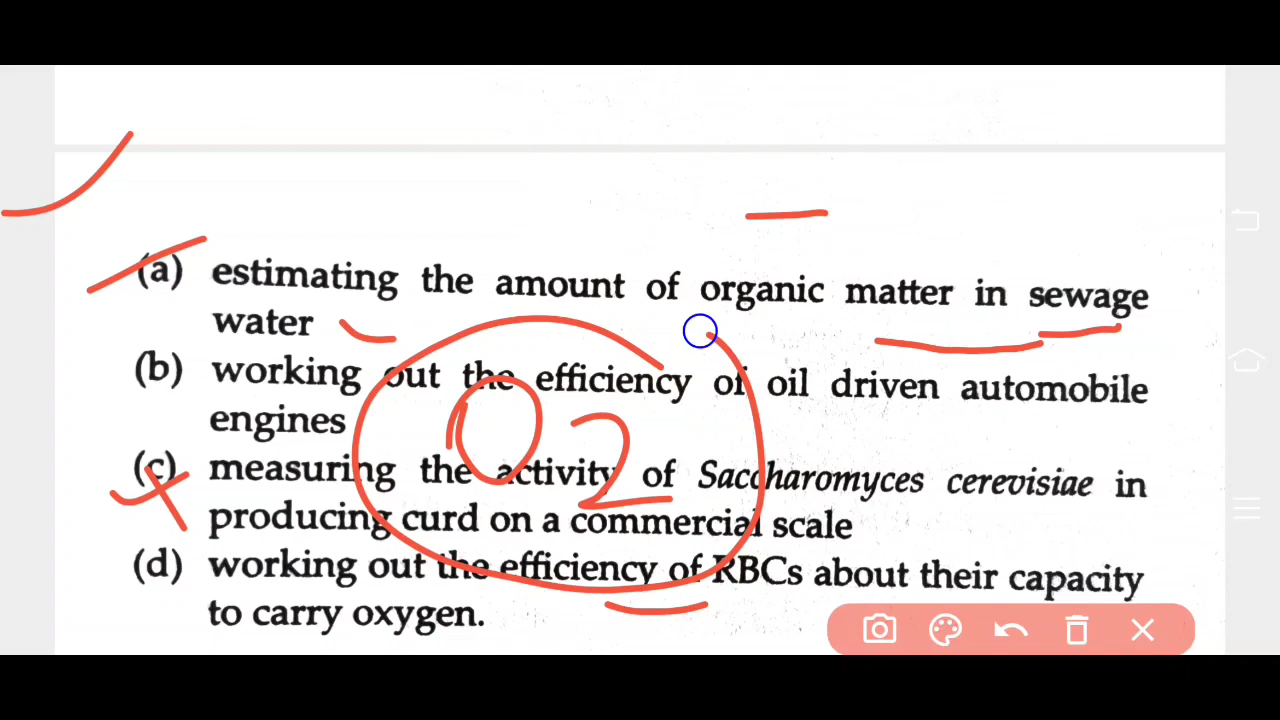 (a) estimating the amount of organic matter in sewage
water
(b) working out the efficiency of oil driven automobile
engines
(c) measuring the activity of Saccharomyces cerevisiae in
producing curd on a commercial scale
(d) working out the efficiency of RBCs about their capacity
to carry oxygen.
O2